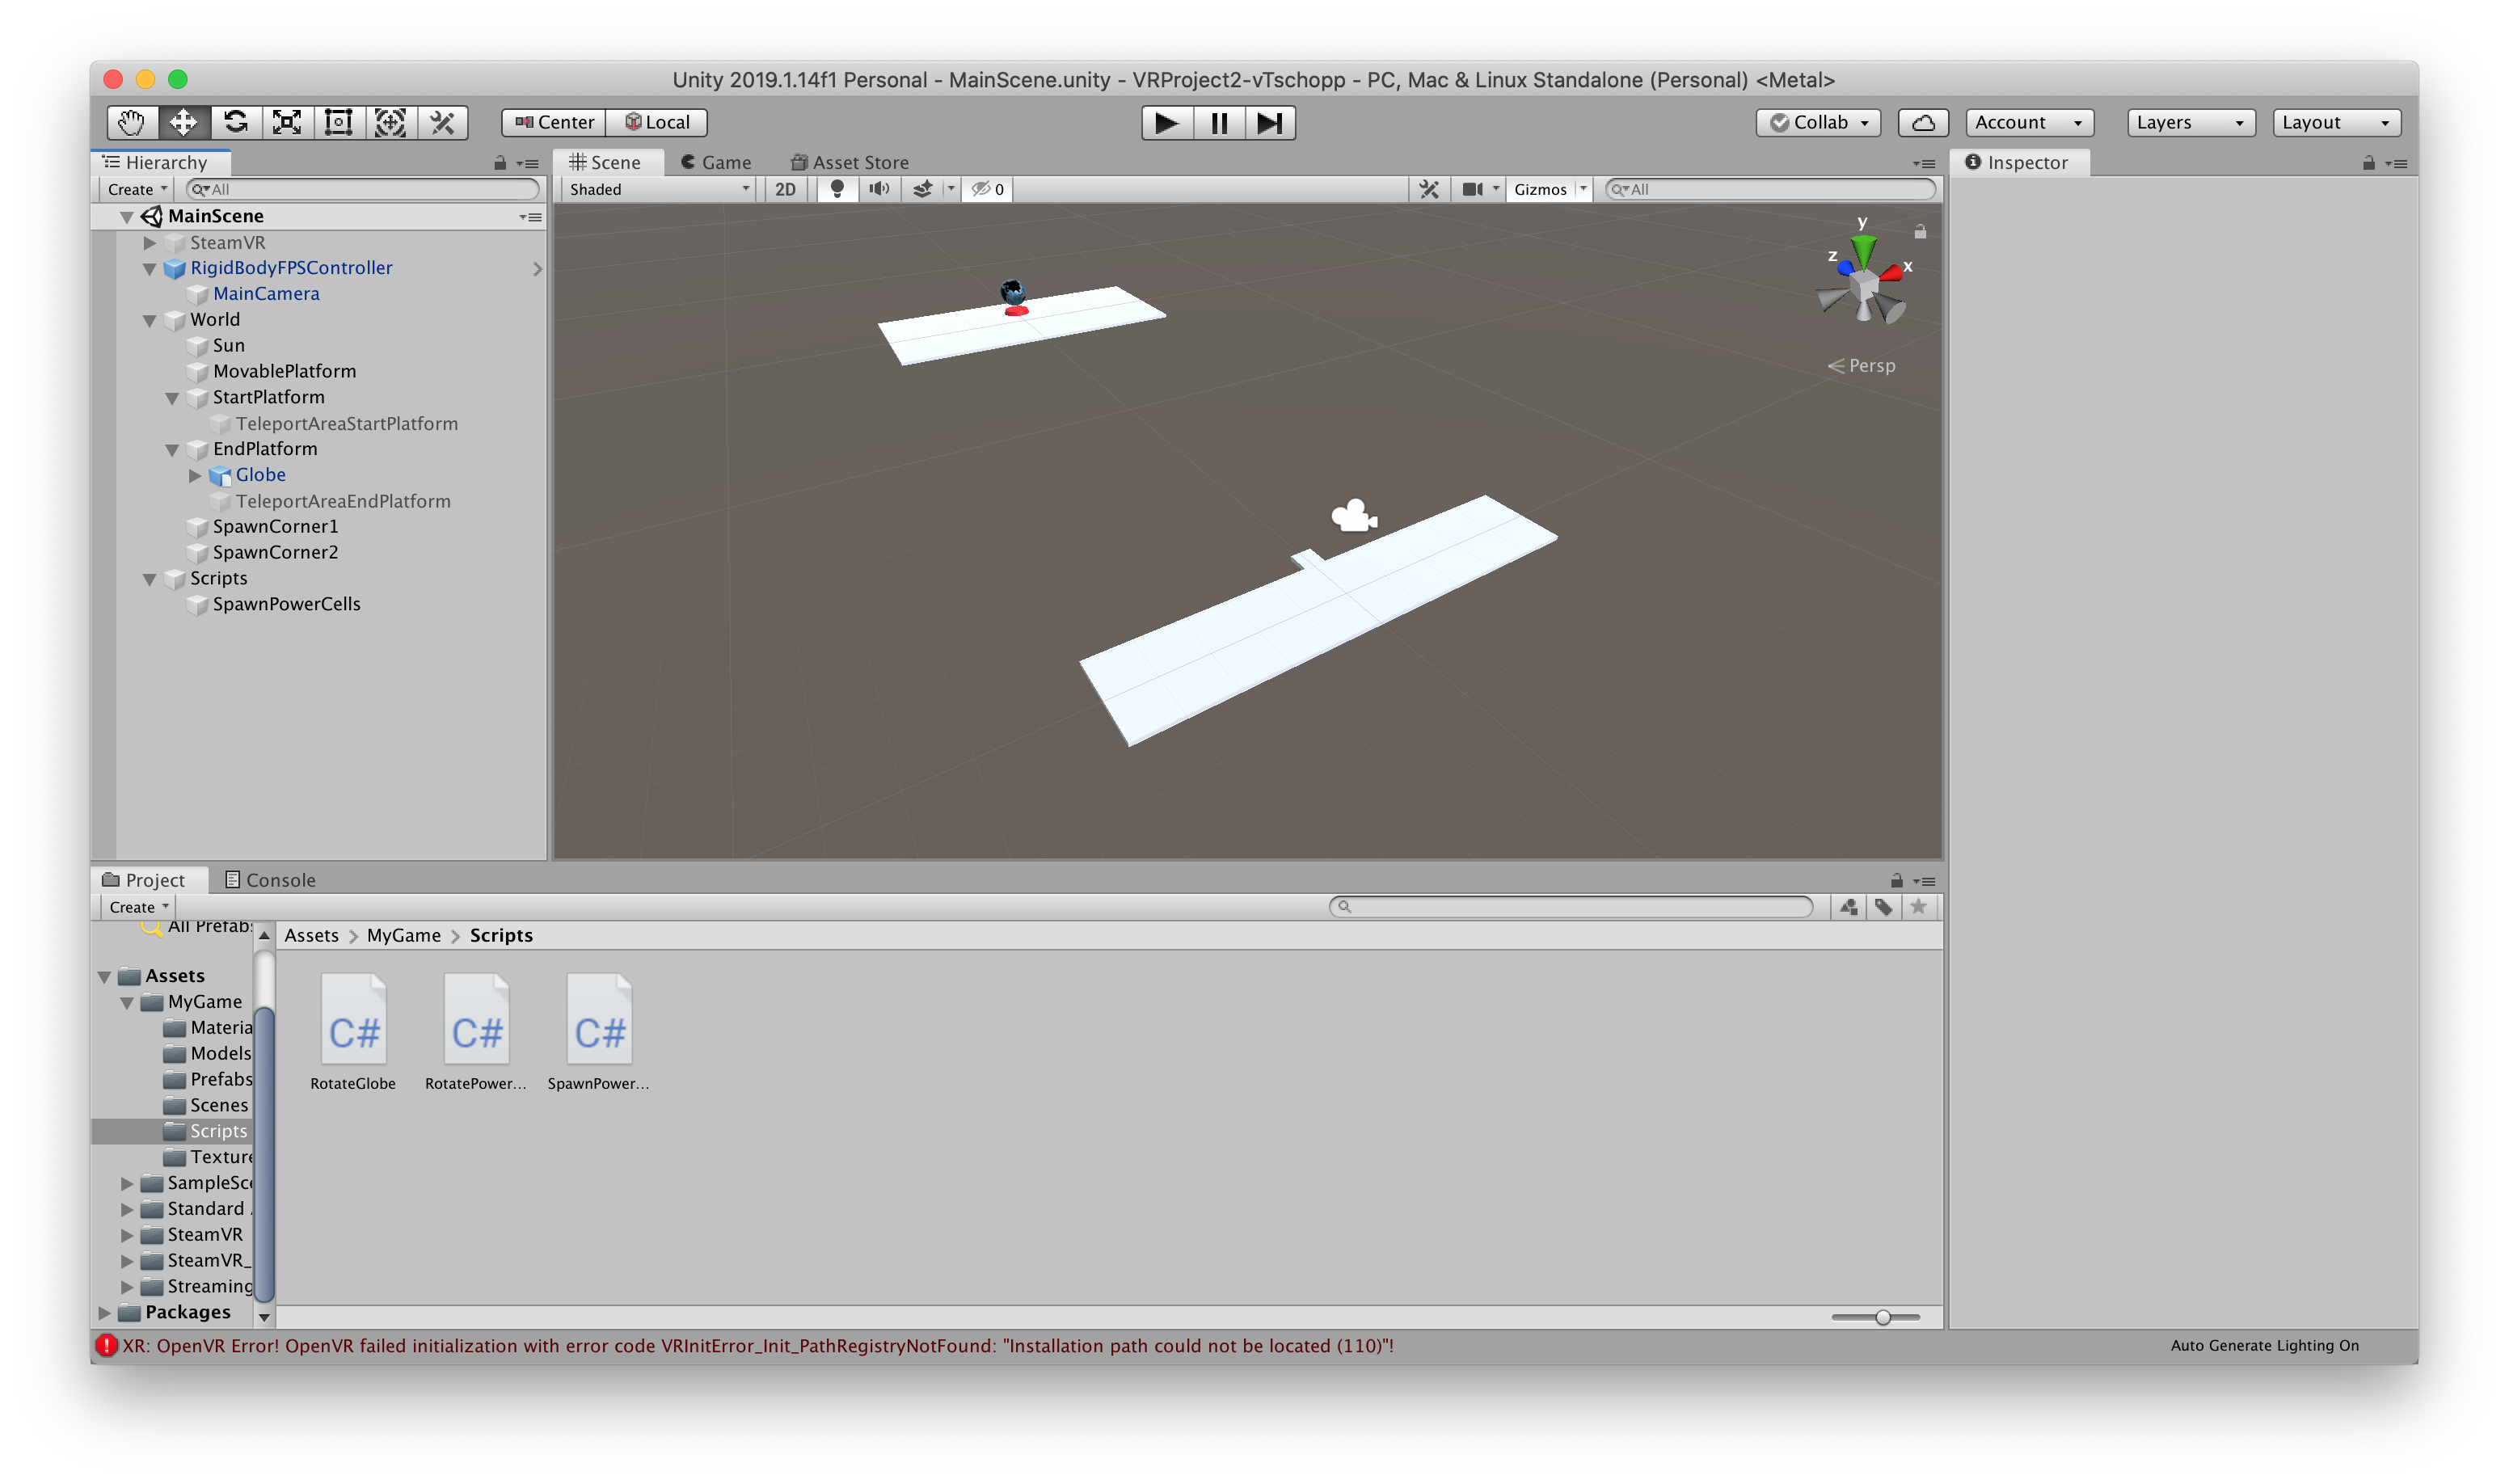 Unity 2019.1.14f1 Personal - MainScene.unity - VRProject2-vTschopp - PC, Mac & Linux Standalone (Personal) <Metal>
Center Local Collab Account Layers Layout
Hierarchy
Create All
MainScene
SteamVR
RigidBodyFPSController
MainCamera
World
Sun
MovablePlatform
StartPlatform
TeleportAreaStartPlatform
EndPlatform
Globe
TeleportAreaEndPlatform
SpawnCorner1
SpawnCorner2
Scripts
SpawnPowerCells
Scene Game Asset Store
Shaded 2D 0 Gizmos All
y
z
x
Persp
Inspector
Project Console
Create
All Prefab
Assets
MyGame
Materia
Models
Prefabs
Scenes
Scripts
Texture
SampleSc
Standard
SteamVR
SteamVR_
Streaming
Packages
Assets > MyGame > Scripts
C# C# C#
RotateGlobe RotatePower... SpawnPower...
XR: OpenVR Error! OpenVR failed initialization with error code VRInitError_Init_PathRegistryNotFound: "Installation path could not be located (110)"!
Auto Generate Lighting On